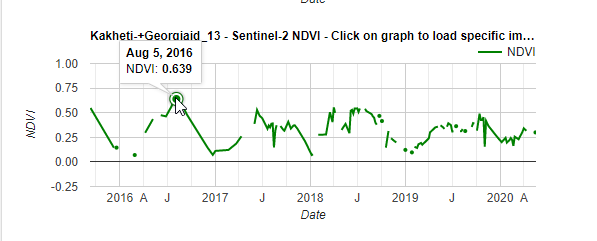 Date
Kakheti-+Georgiaid_13 - Sentinel-2 NDVI - Click on graph to load specific im…
NDVI
Aug 5, 2016
NDVI: 0.639
1.00
0.75
0.50
0.25
0.00
-0.25
NDVI
2016 A J 2017 J 2018 J 2019 J 2020 A
Date